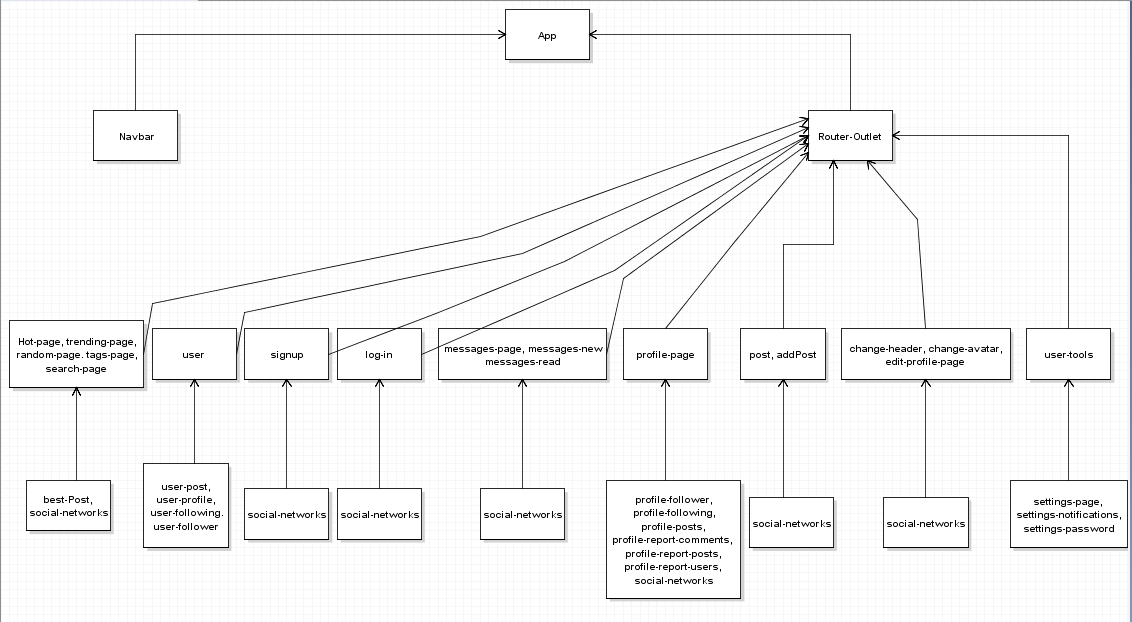 App
Navbar
Router-Outlet
Hot-page, trending-page,
random-page. tags-page,
search-page
user
signup
log-in
messages-page, messages-new
messages-read
profile-page
post, addPost
change-header, change-avatar,
edit-profile-page
user-tools
best-Post,
social-networks
user-post,
user-profile,
user-following.
user-follower
social-networks
social-networks
social-networks
profile-follower,
profile-following,
profile-posts,
profile-report-comments,
profile-report-posts,
profile-report-users,
social-networks
social-networks
social-networks
settings-page,
settings-notifications,
settings-password